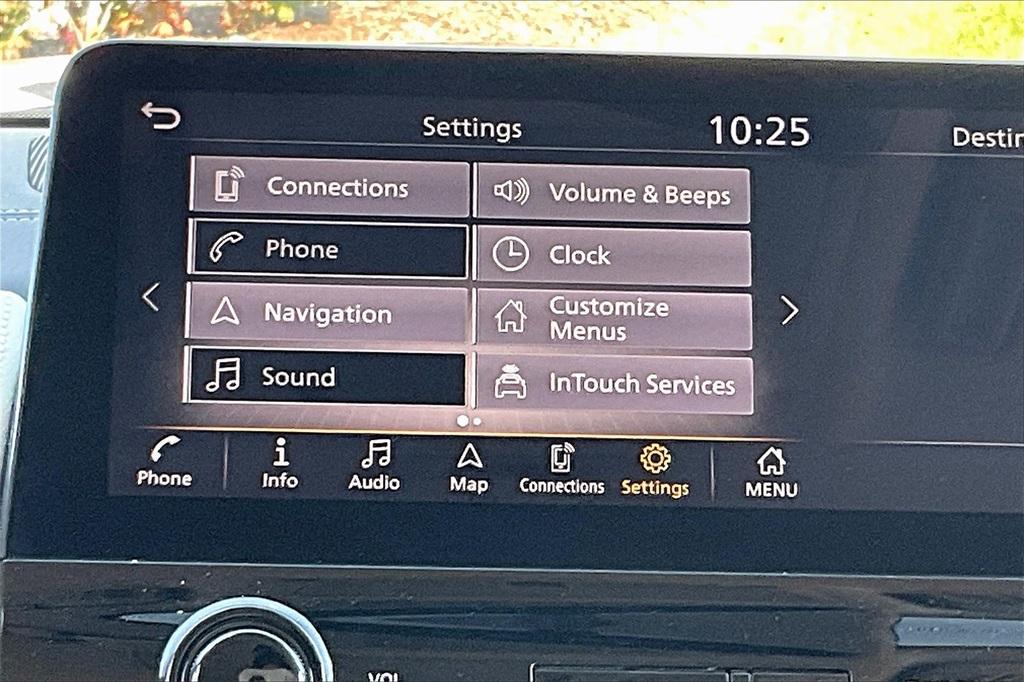 Settings
10:25
Connections
Volume & Beeps
Phone
Clock
Navigation
Customize
Menus
Sound
InTouch Services
Phone
Info
Audio
Map
Connections
Settings
MENU
VOL